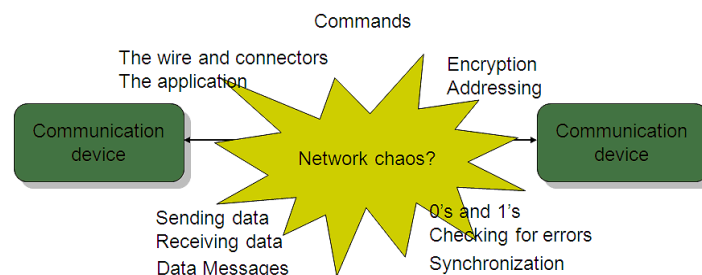 Commands
The wire and connectors
The application
Encryption
Addressing
Communication
device
Network chaos?
Communication
device
Sending data
Receiving data
Data Messages
0's and 1's
Checking for errors
Synchronization